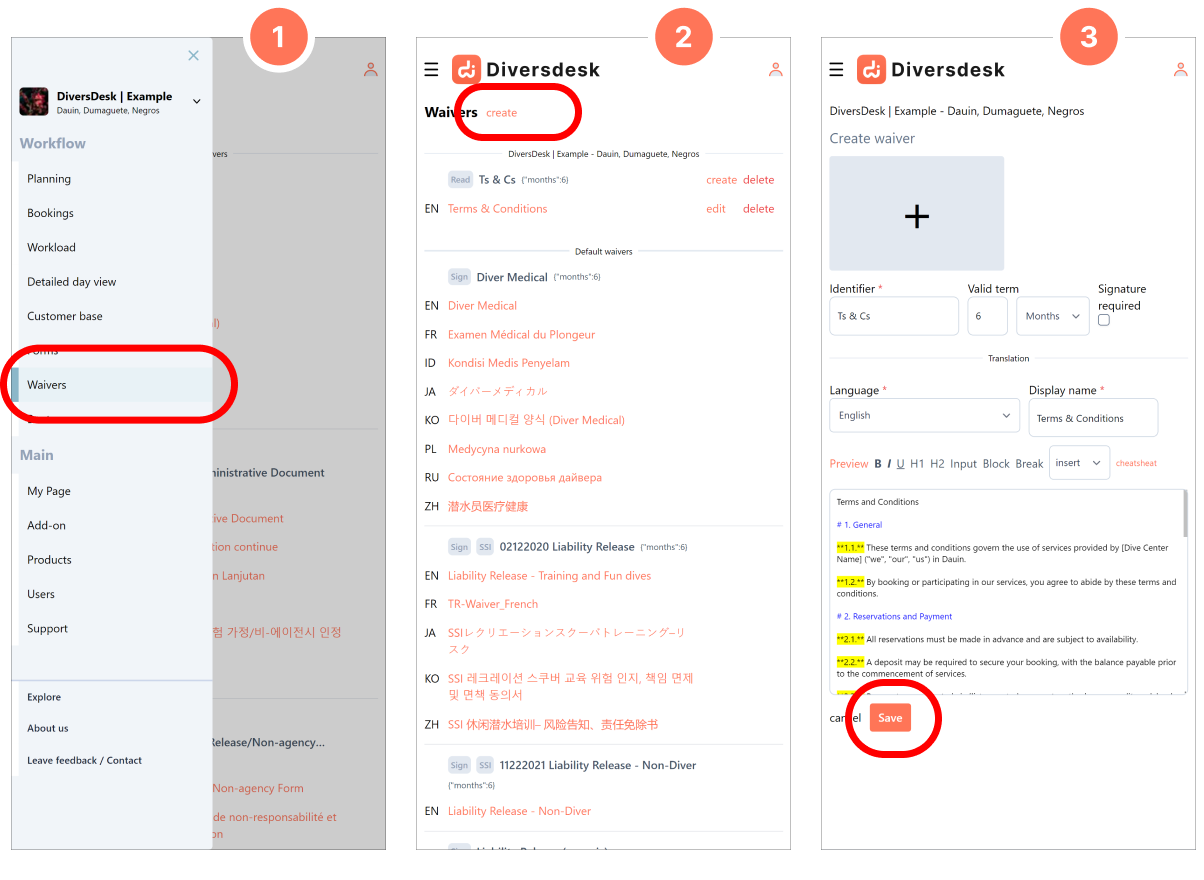 1
DiversDesk | Example
Dauin, Dumaguete, Negros
Workflow
Planning
Bookings
Workload
Detailed day view
Customer base
Forms
Waivers
Main
My Page
Add-on
Products
Users
Support
Explore
About us
Leave feedback / Contact
vers
l)
inistrative Document
ive Document
tion continue
n Lanjutan
험 가정/비-에이전시 인정
Release/Non-agency...
Non-agency Form
de non-responsabilité et
on
2
Diversdesk
Waivers create
DiversDesk | Example - Dauin, Dumaguete, Negros
Read Ts & Cs {"months":6} create delete
EN Terms & Conditions edit delete
Default waivers
Sign Diver Medical {"months":6}
EN Diver Medical
FR Examen Médical du Plongeur
ID Kondisi Medis Penyelam
JA ダイバーメディカル
KO 다이버 메디컬 양식 (Diver Medical)
PL Medycyna nurkowa
RU Состояние здоровья дайвера
ZH 潜水员医疗健康
Sign SSI 02122020 Liability Release {"months":6}
EN Liability Release - Training and Fun dives
FR TR-Waiver_French
JA SSIレクリエーションスクーバトレーニング–リ
スク
KO SSI 레크레이션 스쿠버 교육 위험 인지, 책임 면제
및 면책 동의서
ZH SSI 休闲潜水培训– 风险告知、责任免除书
Sign SSI 11222021 Liability Release - Non-Diver
{"months":6}
EN Liability Release - Non-Diver
3
Diversdesk
DiversDesk | Example - Dauin, Dumaguete, Negros
Create waiver
+
Identifier * Valid term Signature
required
Ts & Cs 6 Months
Translation
Language * Display name *
English Terms & Conditions
Preview B I U H1 H2 Input Block Break insert cheatsheat
Terms and Conditions
# 1. General
**1.1.** These terms and conditions govern the use of services provided by [Dive Center
Name] ("we", "our", "us") in Dauin.
**1.2.** By booking or participating in our services, you agree to abide by these terms and
conditions.
# 2. Reservations and Payment
**2.1.** All reservations must be made in advance and are subject to availability.
**2.2.** A deposit may be required to secure your booking, with the balance payable prior
to the commencement of services.
cancel Save